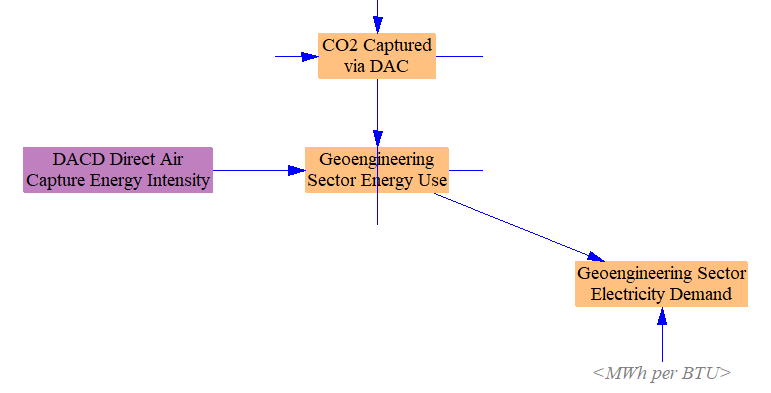 CO2 Captured
via DAC
DACD Direct Air
Capture Energy Intensity
Geoengineering
Sector Energy Use
Geoengineering Sector
Electricity Demand
<MWh per BTU>